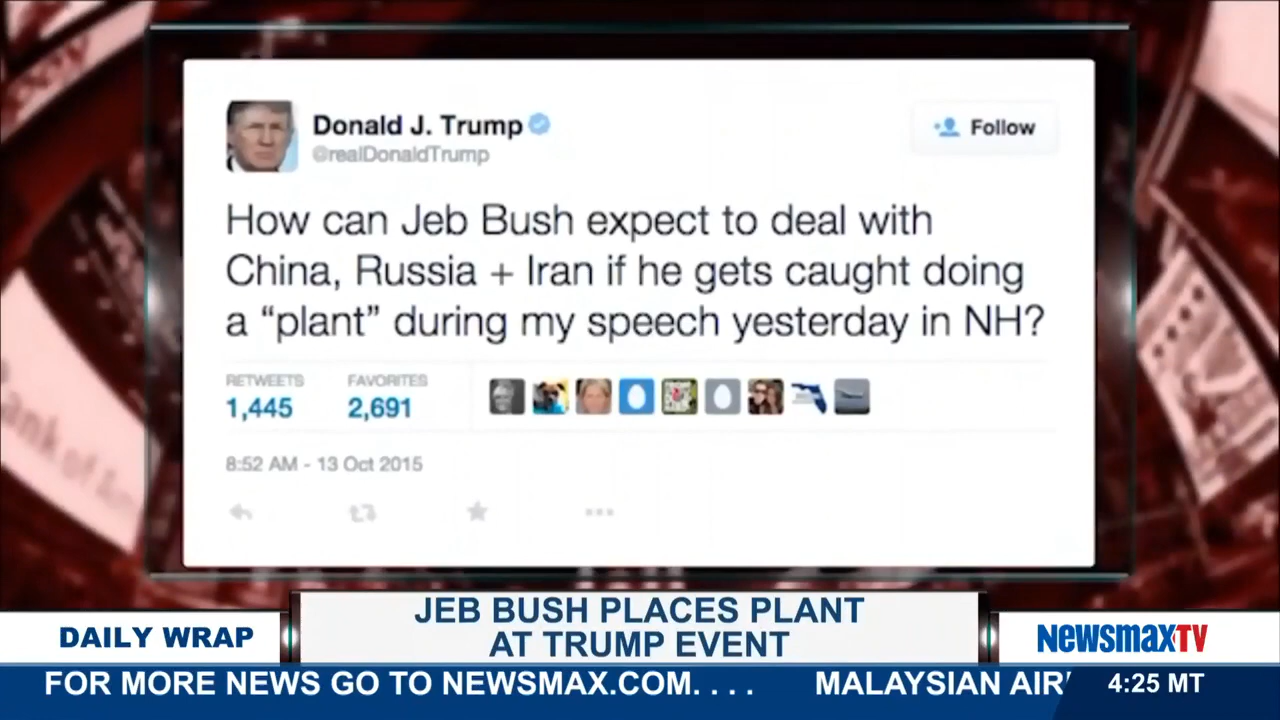 Donald J. Trump
@realDonaldTrump
Follow
How can Jeb Bush expect to deal with
China, Russia + Iran if he gets caught doing
a “plant” during my speech yesterday in NH?
RETWEETS FAVORITES
1,445 2,691
8:52 AM - 13 Oct 2015
JEB BUSH PLACES PLANT
AT TRUMP EVENT
DAILY WRAP
NEWSMAXTV
FOR MORE NEWS GO TO NEWSMAX.COM. . . . MALAYSIAN
4:25 MT